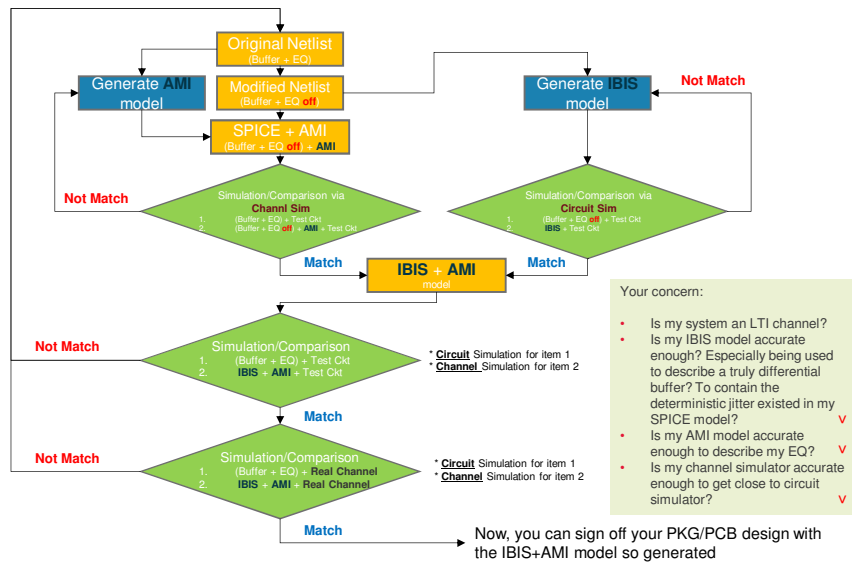 Original Netlist
(Buffer + EQ)
Generate AMI
model
Modified Netlist
(Buffer + EQ off)
Generate IBIS
model
Not Match
SPICE + AMI
(Buffer + EQ off) + AMI
Not Match
Simulation/Comparison via
Channl Sim
1. (Buffer + EQ) + Test Ckt
2. (Buffer + EQ off) + AMI + Test Ckt
Simulation/Comparison via
Circuit Sim
1. (Buffer + EQ off) + Test Ckt
2. IBIS + Test Ckt
Match
IBIS + AMI
model
Match
Not Match
Simulation/Comparison
1. (Buffer + EQ) + Test Ckt
2. IBIS + AMI + Test Ckt
* Circuit Simulation for item 1
* Channel Simulation for item 2
Match
Not Match
Simulation/Comparison
1. (Buffer + EQ) + Real Channel
2. IBIS + AMI + Real Channel
* Circuit Simulation for item 1
* Channel Simulation for item 2
Match
Now, you can sign off your PKG/PCB design with
the IBIS+AMI model so generated
Your concern:
• Is my system an LTI channel?
• Is my IBIS model accurate
enough? Especially being used
to describe a truly differential
buffer? To contain the
deterministic jitter existed in my
SPICE model? V
• Is my AMI model accurate
enough to describe my EQ? V
• Is my channel simulator accurate
enough to get close to circuit
simulator? V